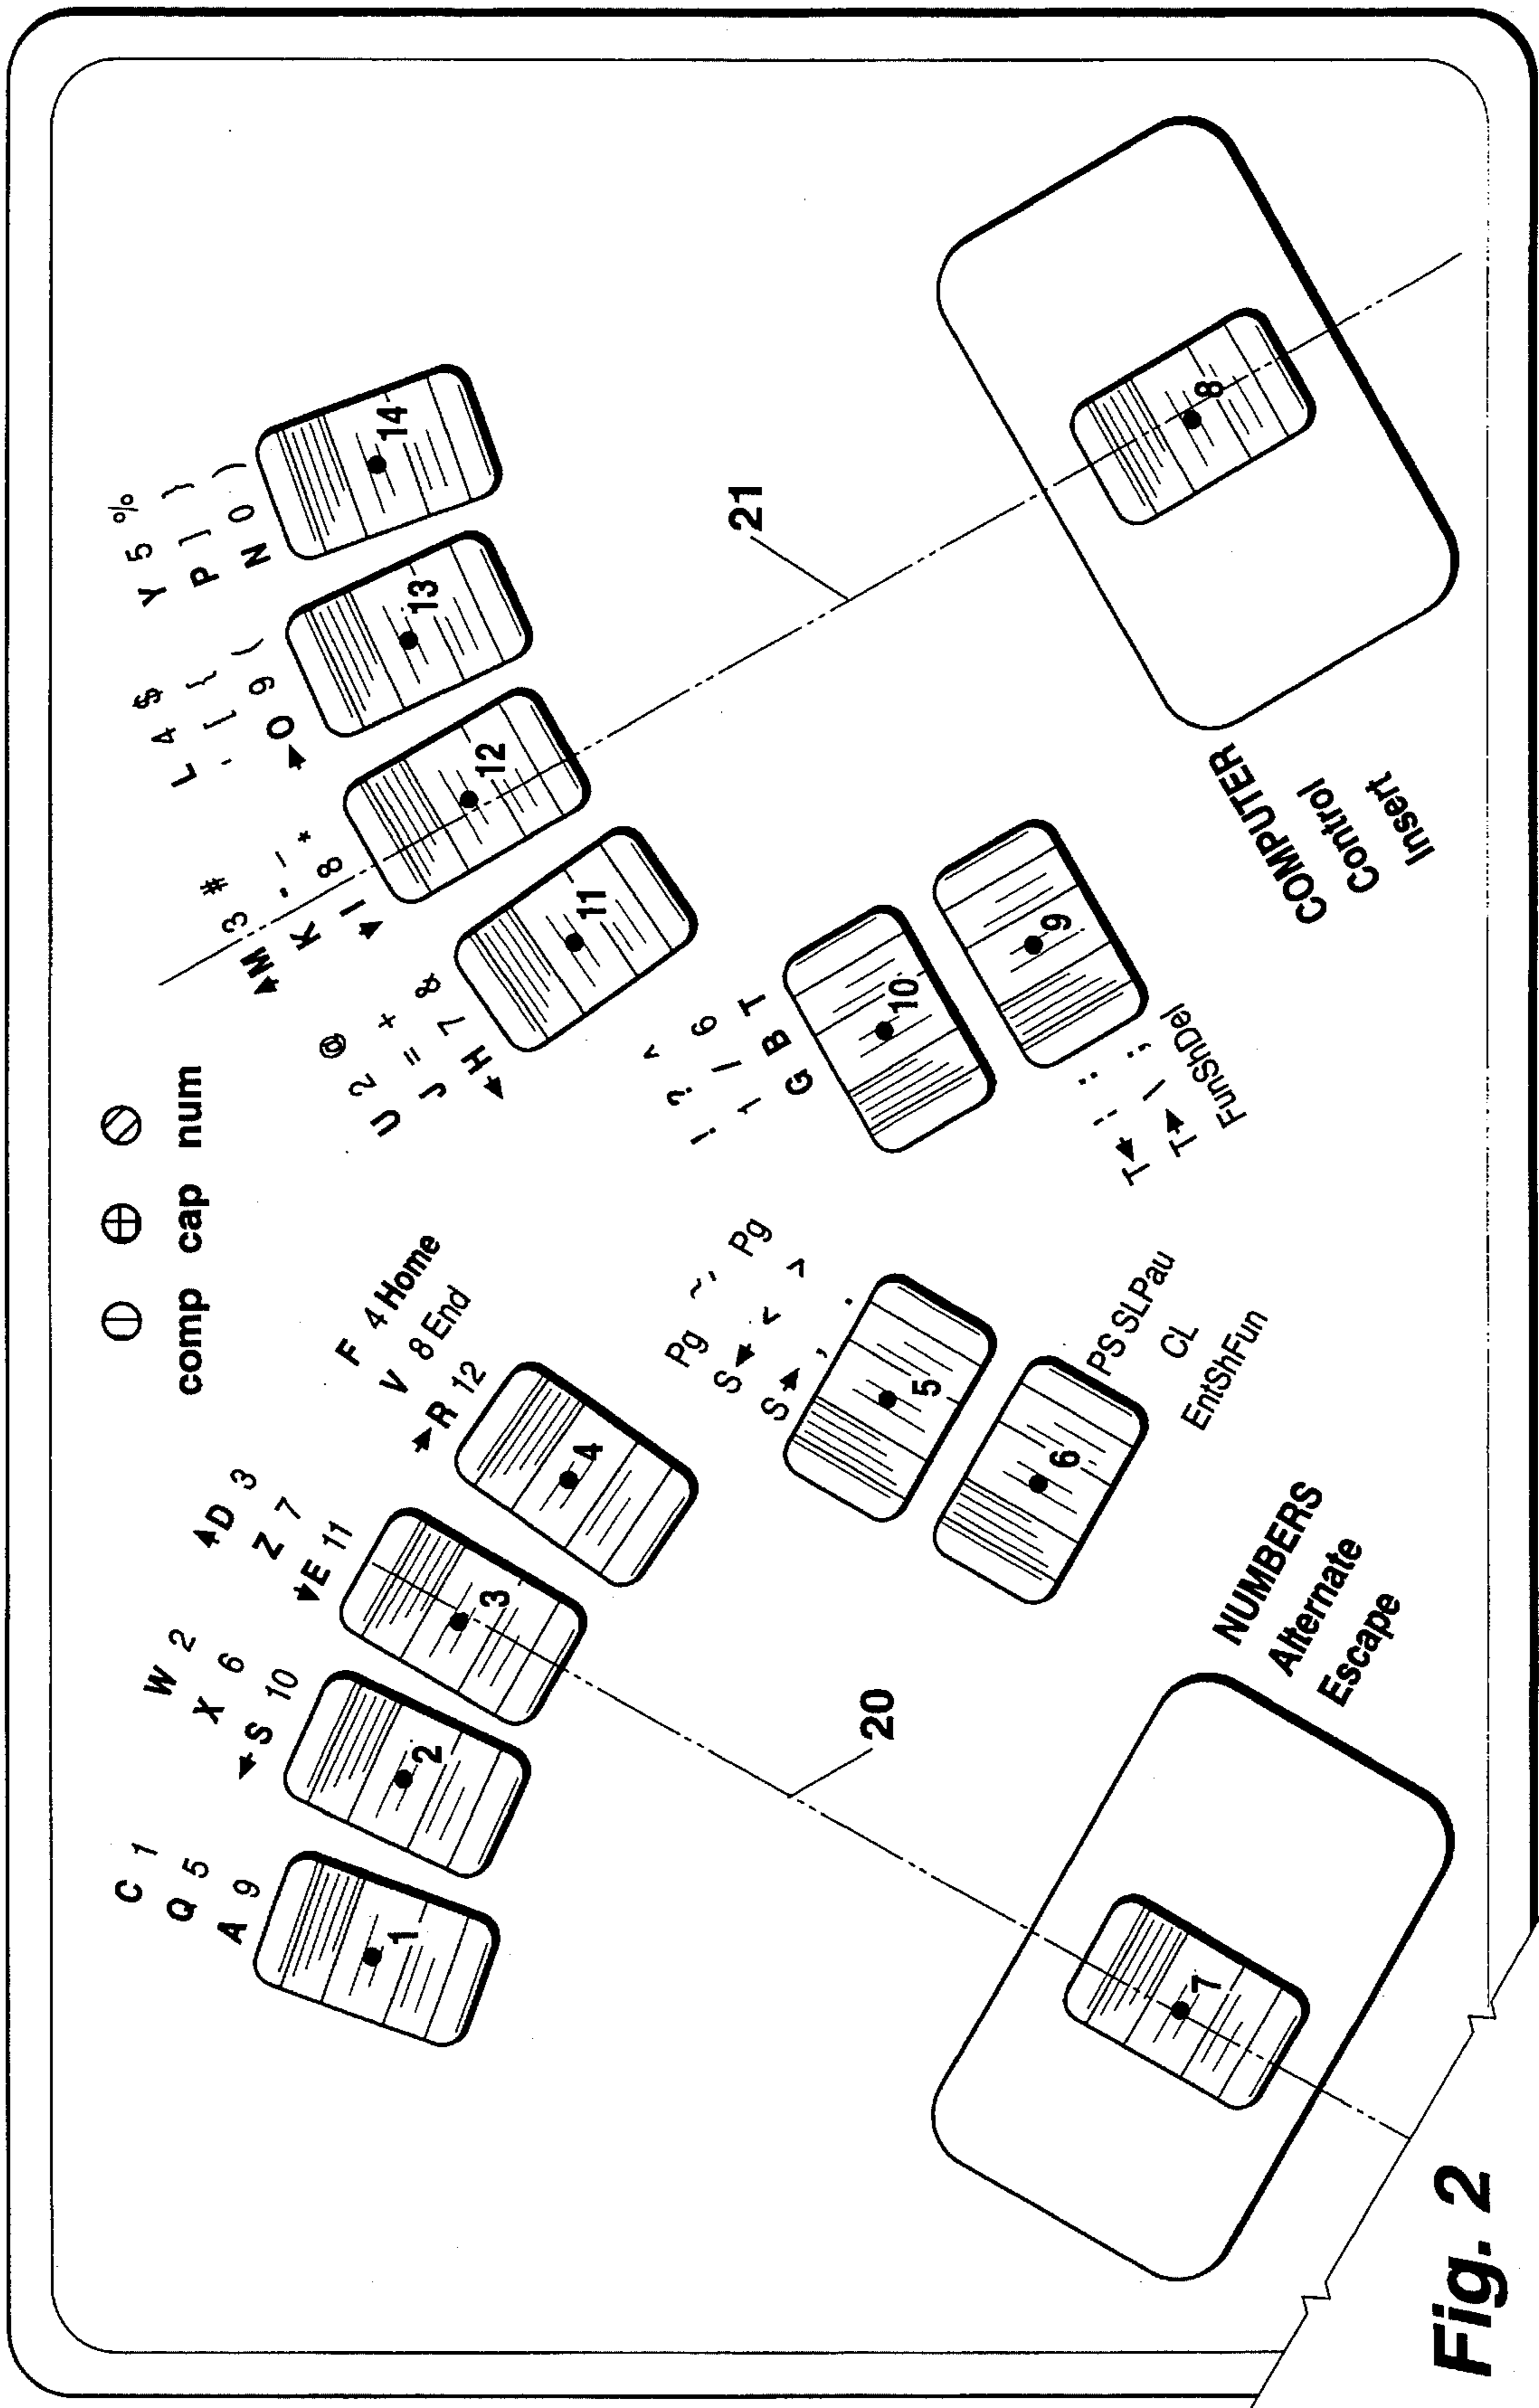 comp cap num
C 1
Q 5
A 9
W 2
X 6
S 10
D 3
Z 7
E 11
F 4 Home
V 8 End
R 12
U 2 @
J = +
H 7 &
M 3 #
K - _
I 8 *
L 4 $
' [ {
O 9 (
Y 5 %
P ] }
N 0 )
1
2
3
4
11
12
13
14
Pg ~ ` Pg
S < >
S , .
! ? ^
1 / 6
G B T
5
10
6
9
PS SLPau
CL
EntShFun
T ; :
T \ ;
FunShDel
20
21
NUMBERS
Alternate
Escape
COMPUTER
Control
Insert
7
8
Fig. 2